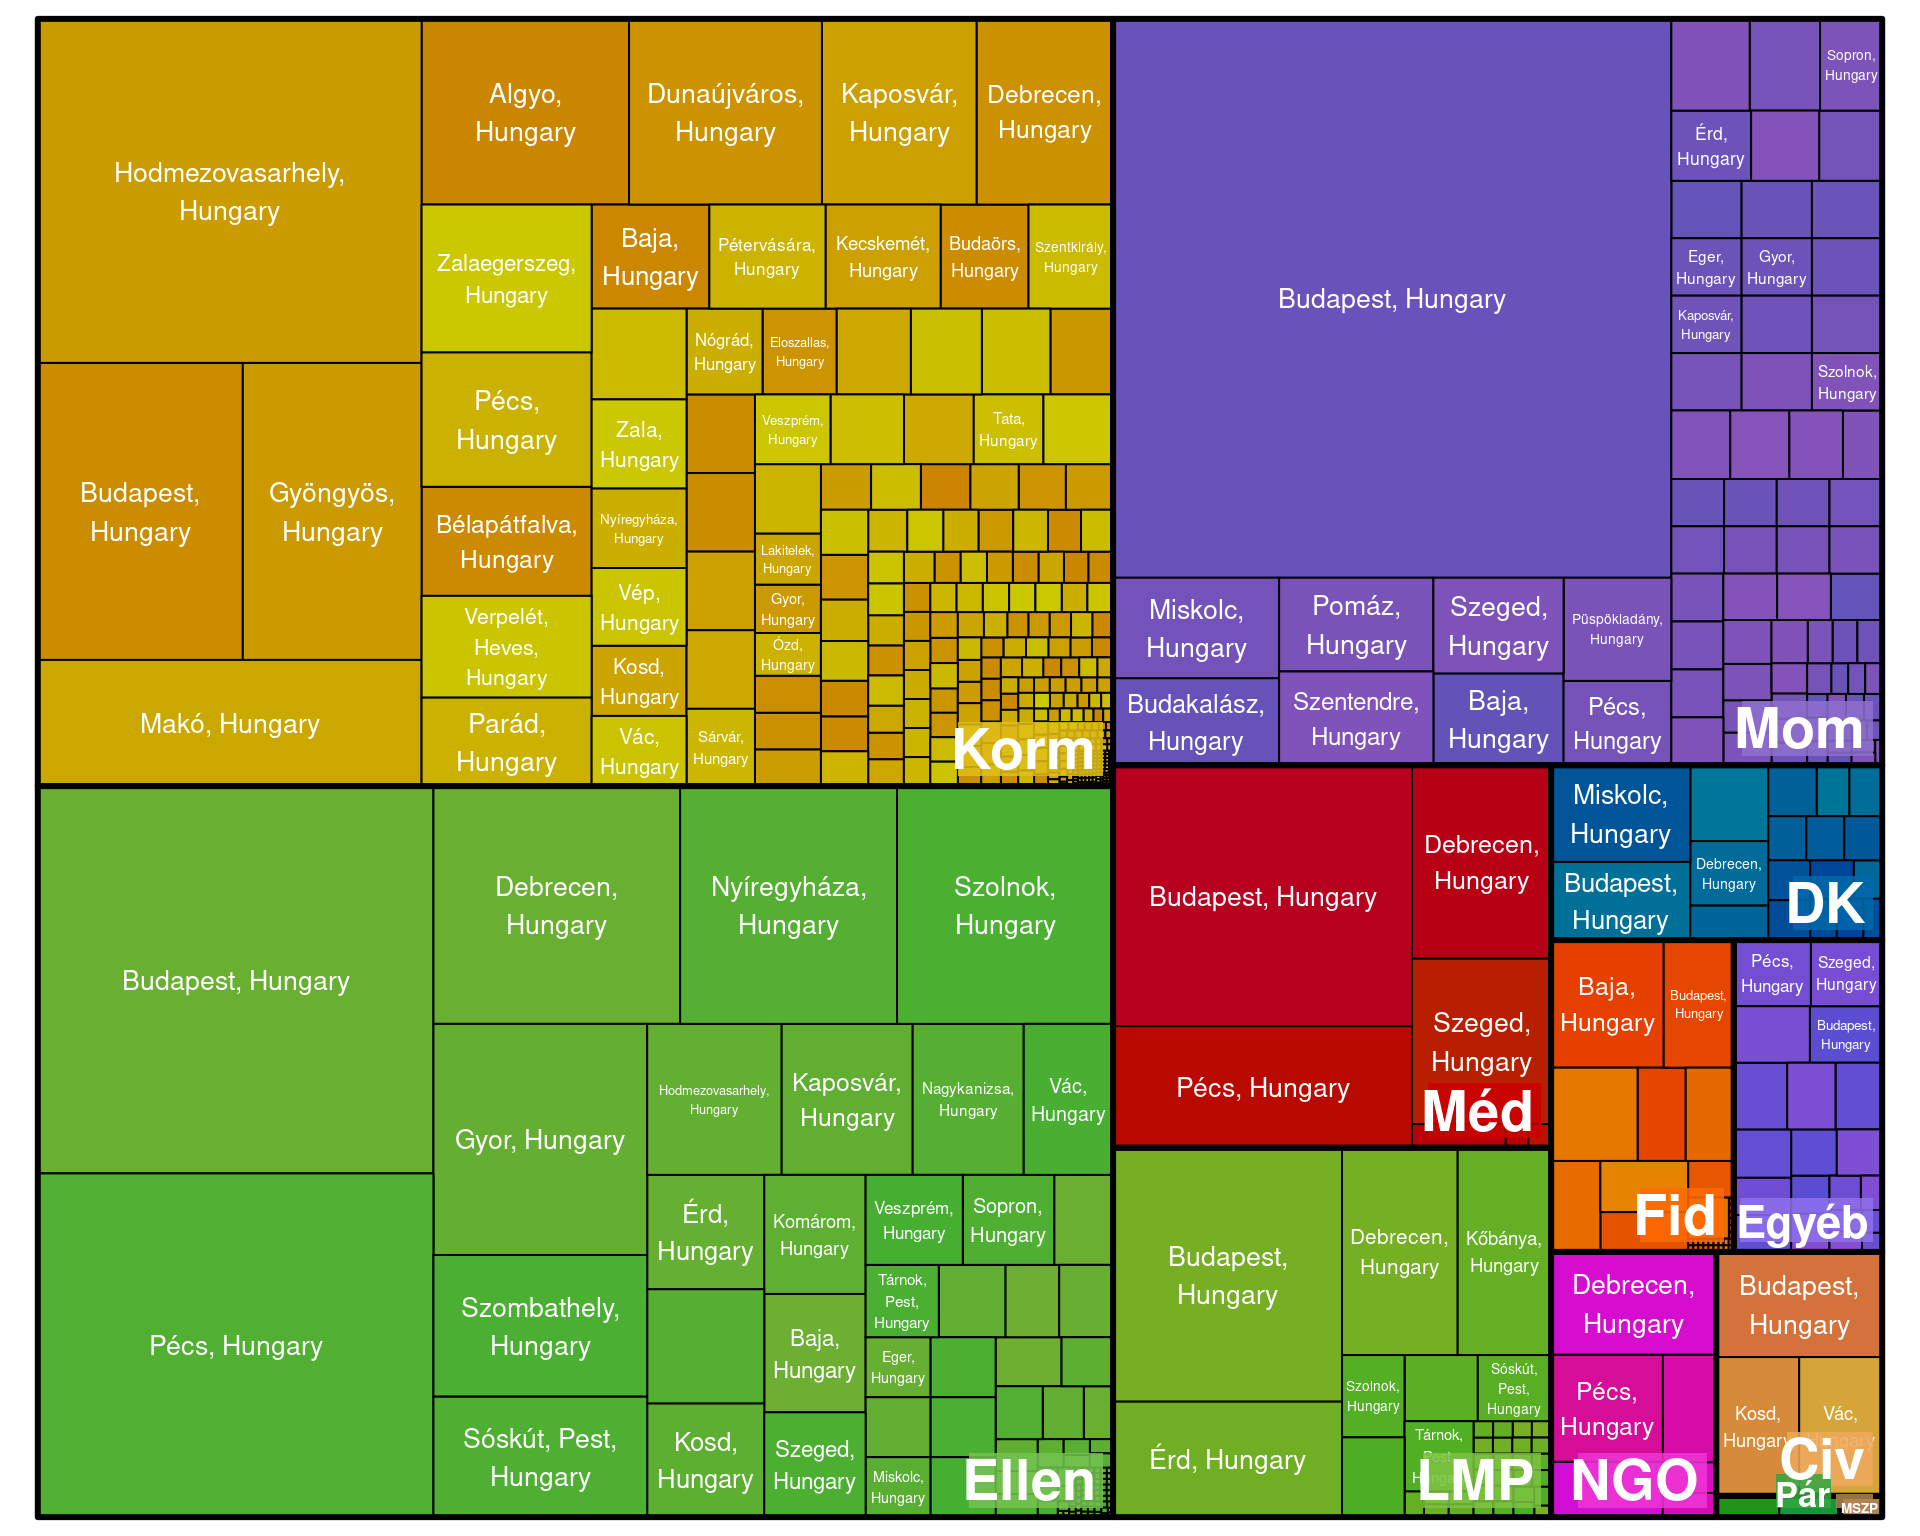 Hodmezovasarhely,
Hungary
Budapest,
Hungary
Gyöngyös,
Hungary
Makó, Hungary
Algyo,
Hungary
Dunaújváros,
Hungary
Kaposvár,
Hungary
Debrecen,
Hungary
Zalaegerszeg,
Hungary
Pécs,
Hungary
Bélapátfalva,
Hungary
Verpelét,
Heves,
Hungary
Parád,
Hungary
Baja,
Hungary
Pétervására,
Hungary
Kecskemét,
Hungary
Budaörs,
Hungary
Szentkirály,
Hungary
Zala,
Hungary
Nyíregyháza,
Hungary
Vép,
Hungary
Kosd,
Hungary
Vác,
Hungary
Nógrád,
Hungary
Eloszallas,
Hungary
Sárvár,
Hungary
Veszprém,
Hungary
Tata,
Hungary
Lakitelek,
Hungary
Gyor,
Hungary
Ózd,
Hungary
Korm
Budapest, Hungary
Miskolc,
Hungary
Budakalász,
Hungary
Pomáz,
Hungary
Szentendre,
Hungary
Szeged,
Hungary
Baja,
Hungary
Püspökladány,
Hungary
Pécs,
Hungary
Sopron,
Hungary
Érd,
Hungary
Eger,
Hungary
Gyor,
Hungary
Kaposvár,
Hungary
Szolnok,
Hungary
Mom
Budapest, Hungary
Pécs, Hungary
Debrecen,
Hungary
Nyíregyháza,
Hungary
Szolnok,
Hungary
Gyor, Hungary
Szombathely,
Hungary
Sóskút, Pest,
Hungary
Hodmezovasarhely,
Hungary
Kaposvár,
Hungary
Nagykanizsa,
Hungary
Vác,
Hungary
Érd,
Hungary
Kosd,
Hungary
Komárom,
Hungary
Baja,
Hungary
Szeged,
Hungary
Veszprém,
Hungary
Sopron,
Hungary
Tárnok,
Pest,
Hungary
Eger,
Hungary
Miskolc,
Hungary
Ellen
Budapest, Hungary
Pécs, Hungary
Debrecen,
Hungary
Szeged,
Hungary
Méd
Miskolc,
Hungary
Budapest,
Hungary
Debrecen,
Hungary
DK
Baja,
Hungary
Budapest,
Hungary
Fid
Pécs,
Hungary
Szeged,
Hungary
Budapest,
Hungary
Egyéb
Budapest,
Hungary
Érd, Hungary
Debrecen,
Hungary
Kőbánya,
Hungary
Szolnok,
Hungary
Sóskút,
Pest,
Hungary
Tárnok,
Pest,
Hungary
LMP
Debrecen,
Hungary
Pécs,
Hungary
NGO
Budapest,
Hungary
Kosd,
Hungary
Vác,
Hungary
Civ
Pár
MSZP